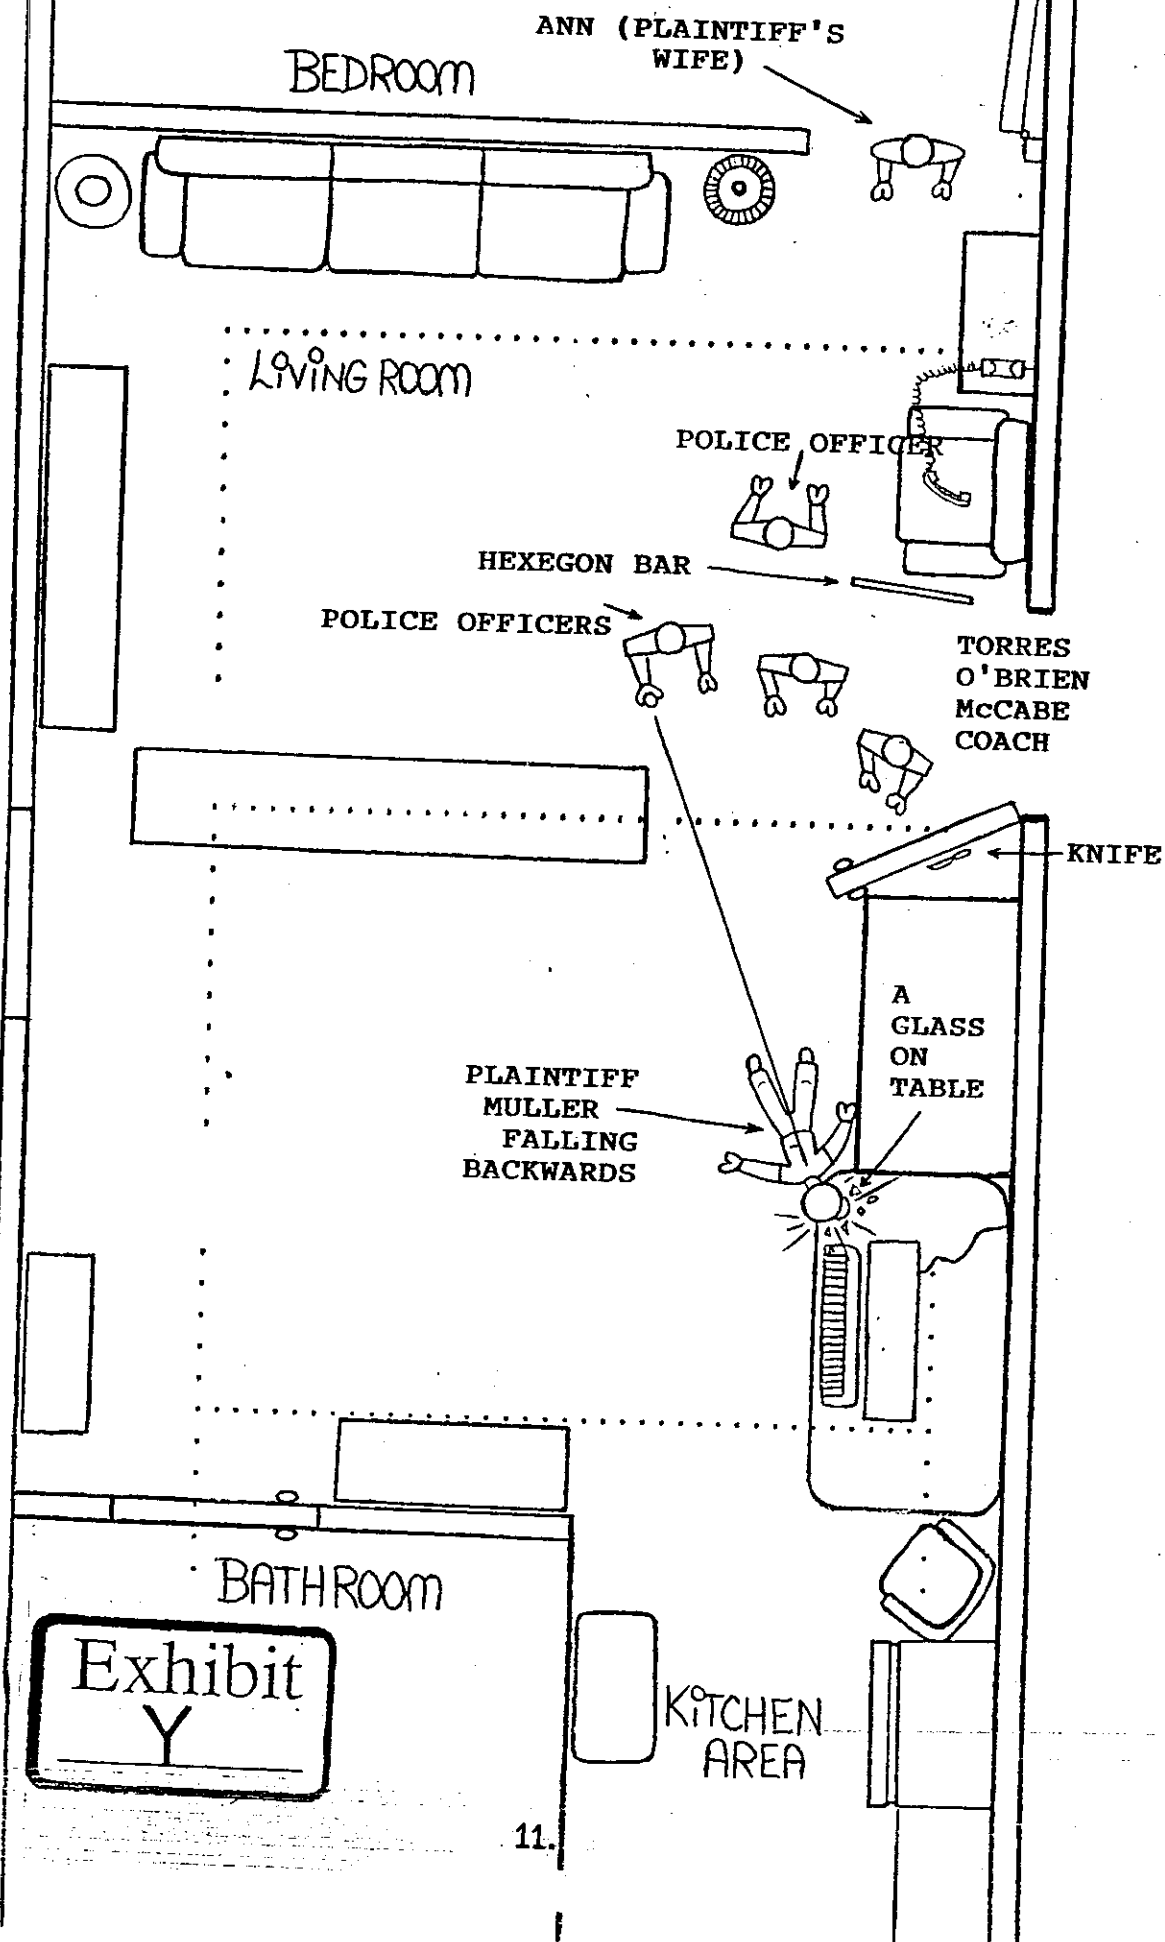 ANN (PLAINTIFF'S
WIFE)
BEDROOM
LIVING ROOM
POLICE OFFICER
HEXEGON BAR
POLICE OFFICERS
TORRES
O'BRIEN
McCABE
COACH
KNIFE
A
GLASS
ON
TABLE
PLAINTIFF
MULLER
FALLING
BACKWARDS
BATHROOM
Exhibit
Y
KITCHEN
AREA
11.